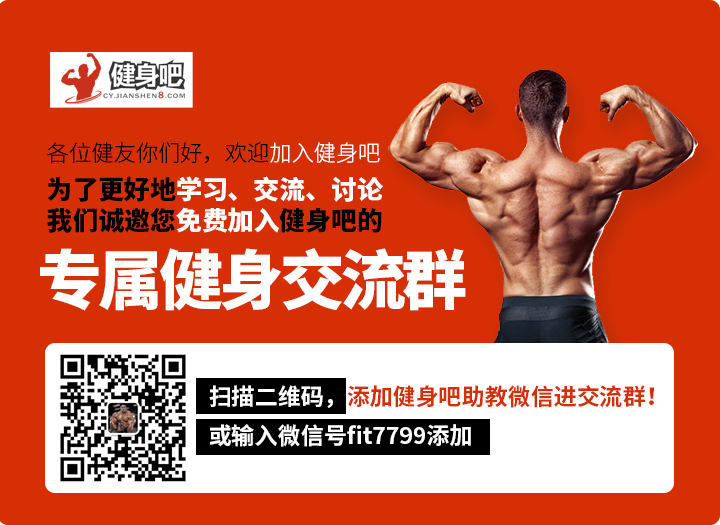 健身吧
CY.JIANSHEN8.COM
各位健友你们好，欢迎加入健身吧
为了更好地学习、交流、讨论
我们诚邀您免费加入健身吧的
专属健身交流群
扫描二维码，添加健身吧助教微信进交流群！
或输入微信号fit7799添加